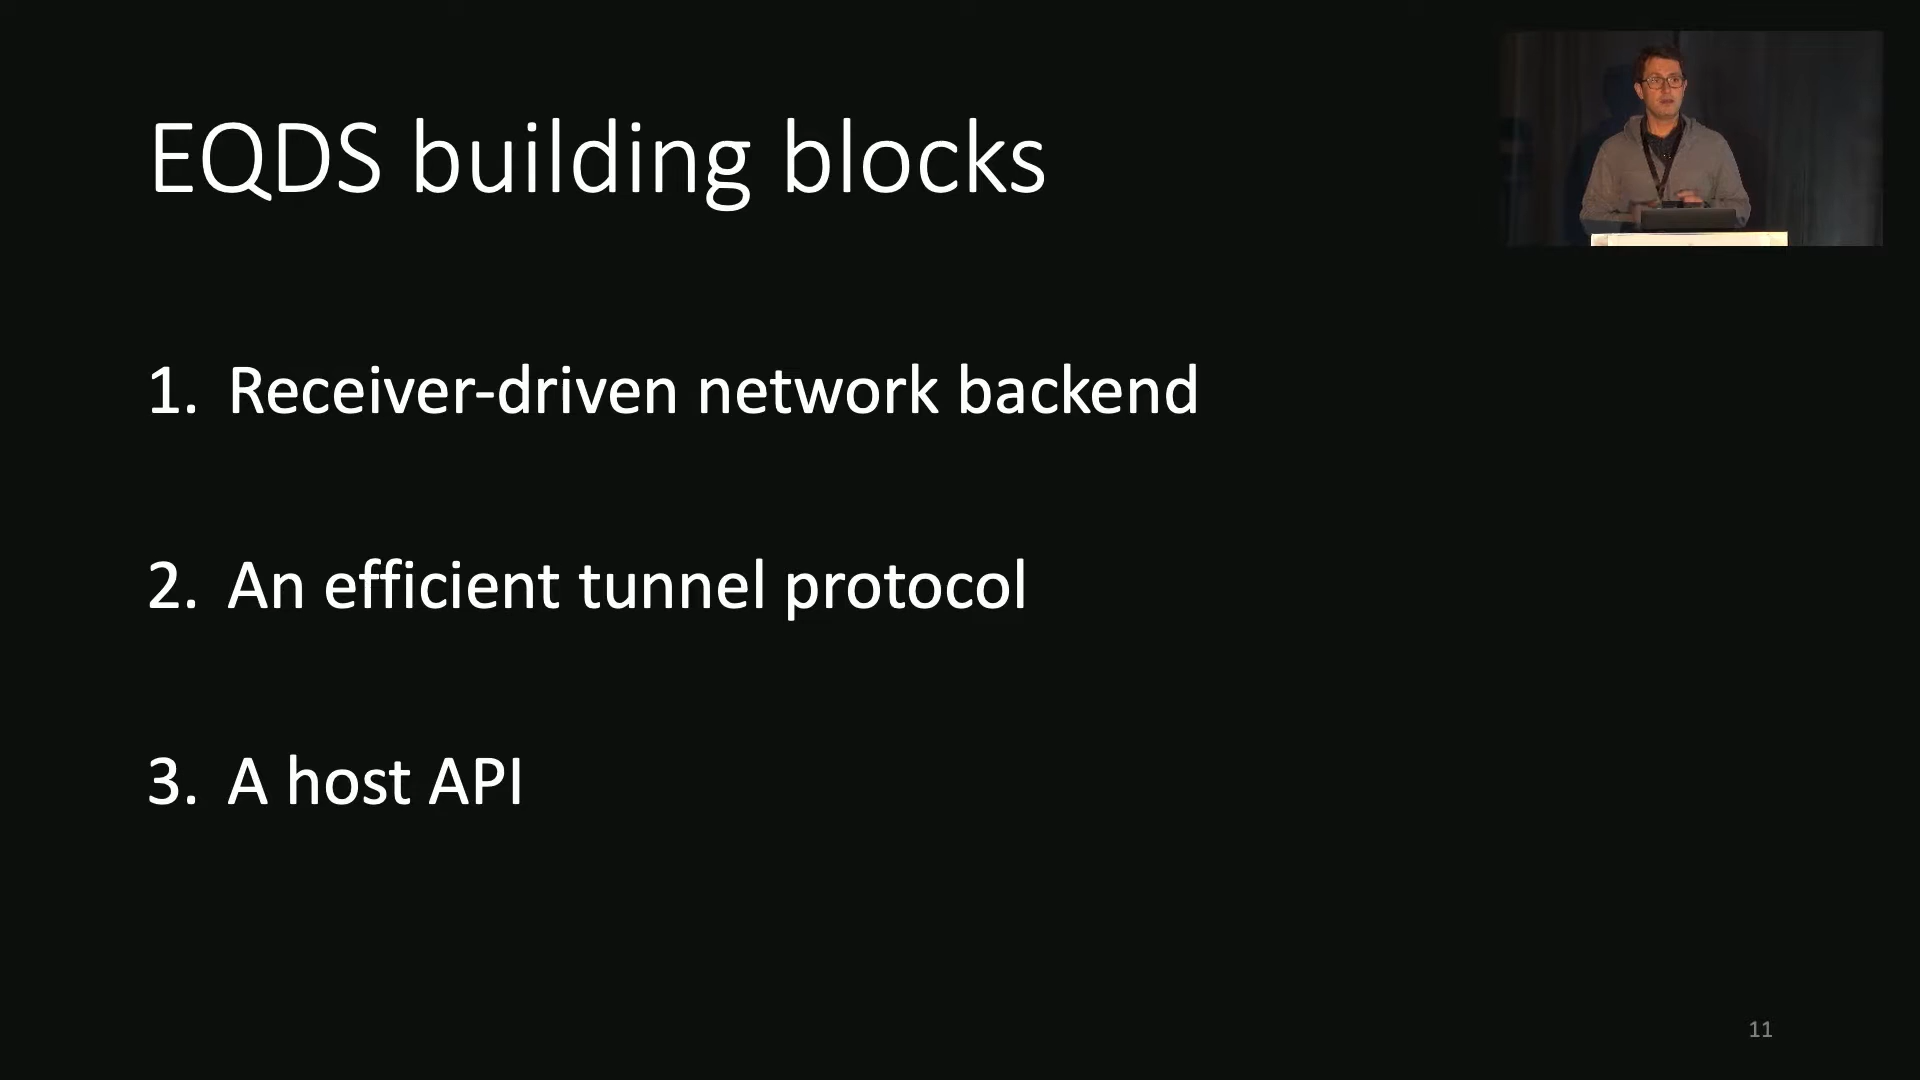 EQDS building blocks
1. Receiver-driven network backend
2. An efficient tunnel protocol
3. A host API
11